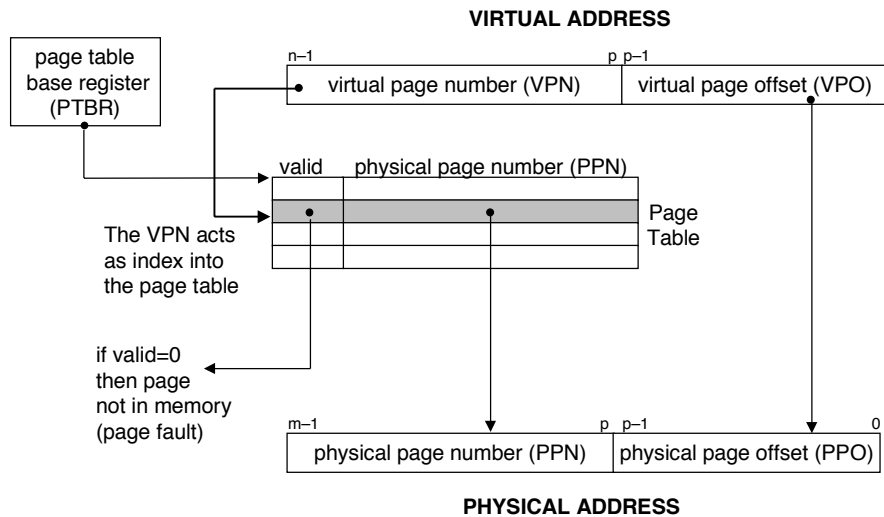 VIRTUAL ADDRESS
page table
base register
(PTBR)
n–1
p p–1
virtual page number (VPN)
virtual page offset (VPO)
valid
physical page number (PPN)
Page
Table
The VPN acts
as index into
the page table
if valid=0
then page
not in memory
(page fault)
m–1
p p–1
0
physical page number (PPN)
physical page offset (PPO)
PHYSICAL ADDRESS